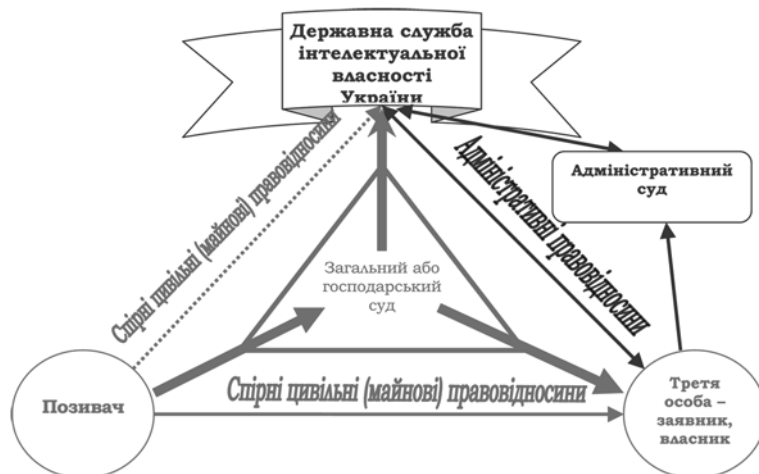 Державна служба
інтелектуальної
власності
України
Спірні цивільні (майнові) правовідносини
Адміністративні правовідносини
Адміністративний
суд
Загальний або
господарський
суд
Позивач
Спірні цивільні (майнові) правовідносини
Третя
особа –
заявник,
власник